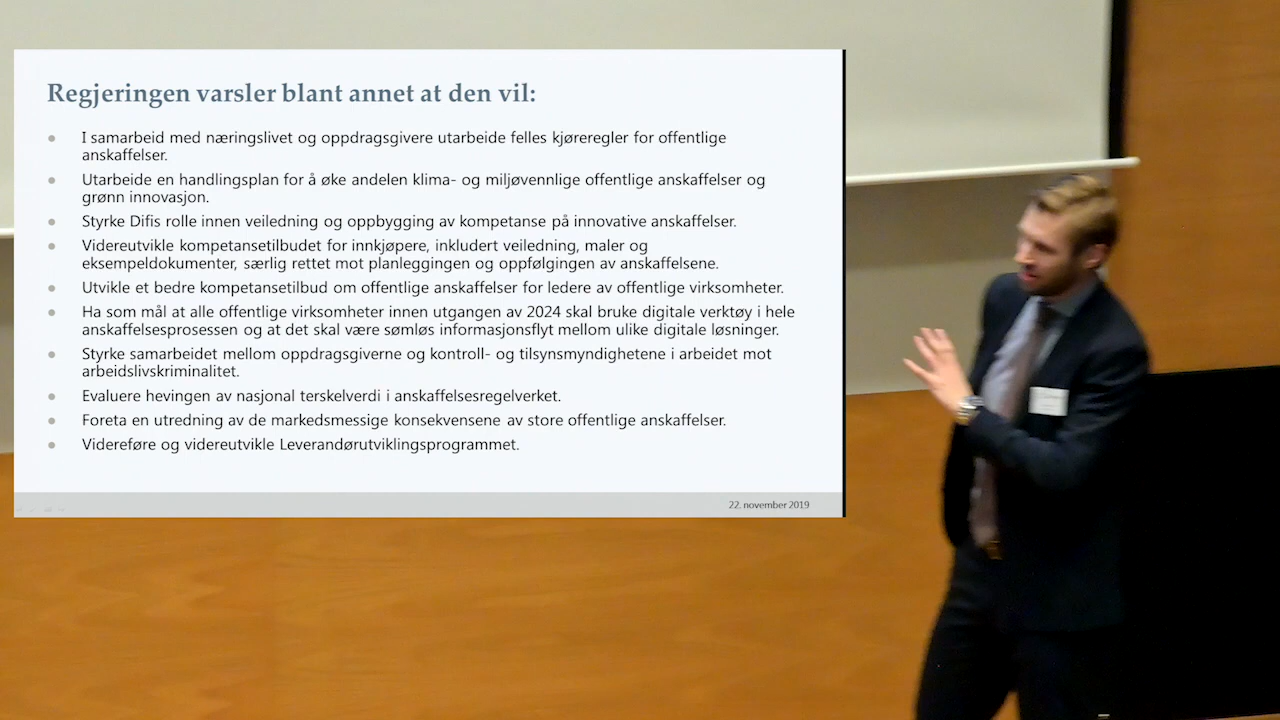 Regjeringen varsler blant annet at den vil:
I samarbeid med næringslivet og oppdragsgivere utarbeide felles kjøreregler for offentlige
anskaffelser.
Utarbeide en handlingsplan for å øke andelen klima- og miljøvennlige offentlige anskaffelser og
grønn innovasjon.
Styrke Difis rolle innen veiledning og oppbygging av kompetanse på innovative anskaffelser.
Videreutvikle kompetansetilbudet for innkjøpere, inkludert veiledning, maler og
eksempeldokumenter, særlig rettet mot planleggingen og oppfølgingen av anskaffelsene.
Utvikle et bedre kompetansetilbud om offentlige anskaffelser for ledere av offentlige virksomheter.
Ha som mål at alle offentlige virksomheter innen utgangen av 2024 skal bruke digitale verktøy i hele
anskaffelsesprosessen og at det skal være sømløs informasjonsflyt mellom ulike digitale løsninger.
Styrke samarbeidet mellom oppdragsgiverne og kontroll- og tilsynsmyndighetene i arbeidet mot
arbeidslivskriminalitet.
Evaluere hevingen av nasjonal terskelverdi i anskaffelsesregelverket.
Foreta en utredning av de markedsmessige konsekvensene av store offentlige anskaffelser.
Videreføre og videreutvikle Leverandørutviklingsprogrammet.
22. november 2019